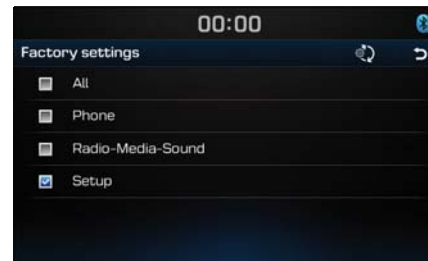 00:00
Factory settings
All
Phone
Radio-Media-Sound
Setup